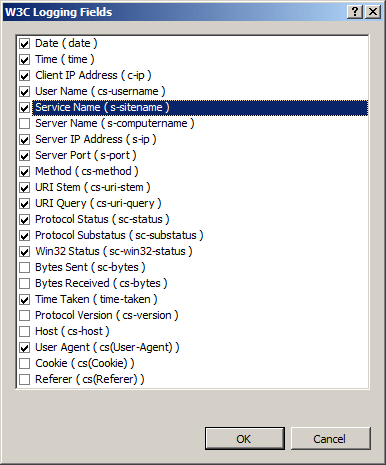 W3C Logging Fields
Date ( date )
Time ( time )
Client IP Address ( c-ip )
User Name ( cs-username )
Service Name ( s-sitename )
Server Name ( s-computername )
Server IP Address ( s-ip )
Server Port ( s-port )
Method ( cs-method )
URI Stem ( cs-uri-stem )
URI Query ( cs-uri-query )
Protocol Status ( sc-status )
Protocol Substatus ( sc-substatus )
Win32 Status ( sc-win32-status )
Bytes Sent ( sc-bytes )
Bytes Received ( cs-bytes )
Time Taken ( time-taken )
Protocol Version ( cs-version )
Host ( cs-host )
User Agent ( cs(User-Agent) )
Cookie ( cs(Cookie) )
Referer ( cs(Referer) )
OK Cancel